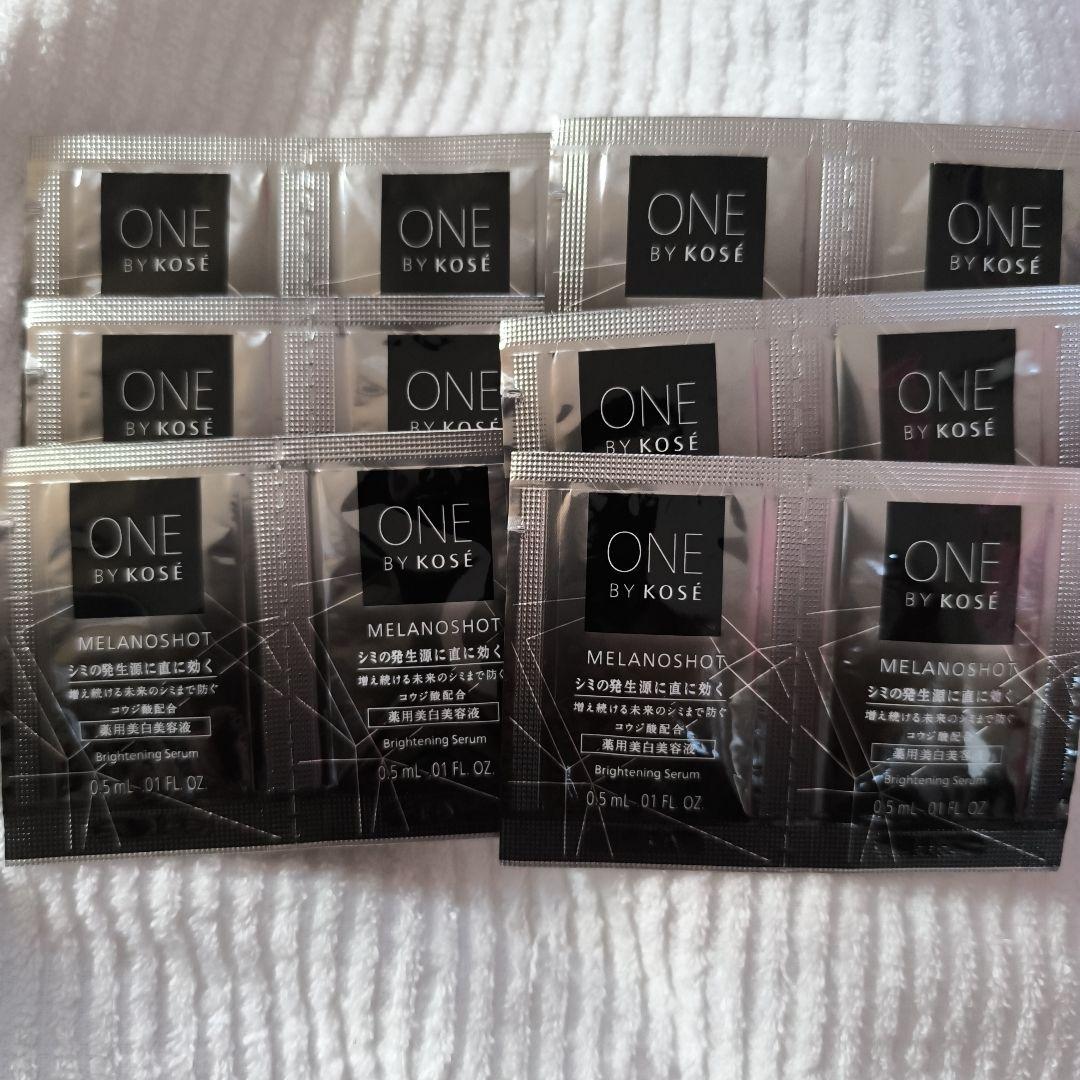 ONE
BY KOSÉ
ONE
BY KOSÉ
ONE
BY KOSÉ
ONE
BY KOSÉ
ONE
BY KOSÉ
ONE
BY KOSÉ
ONE
BY KOSÉ
ONE
BY KOSÉ
ONE
BY KOSÉ
MELANOSHOT
シミの発生源に直に効く
増え続ける未来のシミまで防ぐ
コウジ酸配合
薬用美白美容液
Brightening Serum
0.5 mL .01 FL. OZ.
ONE
BY KOSÉ
MELANOSHOT
シミの発生源に直に効く
増え続ける未来のシミまで防ぐ
コウジ酸配合
薬用美白美容液
Brightening Serum
0.5 mL .01 FL. OZ.
ONE
BY KOSÉ
MELANOSHOT
シミの発生源に直に効く
増え続ける未来のシミまで防ぐ
コウジ酸配合
薬用美白美容液
Brightening Serum
0.5 mL .01 FL. OZ.
ONE
BY KOSÉ
MELANOSHOT
シミの発生源に直に効く
増え続ける未来のシミまで防ぐ
コウジ酸配合
薬用美白美容液
Brightening Serum
0.5 mL .01 FL. OZ.